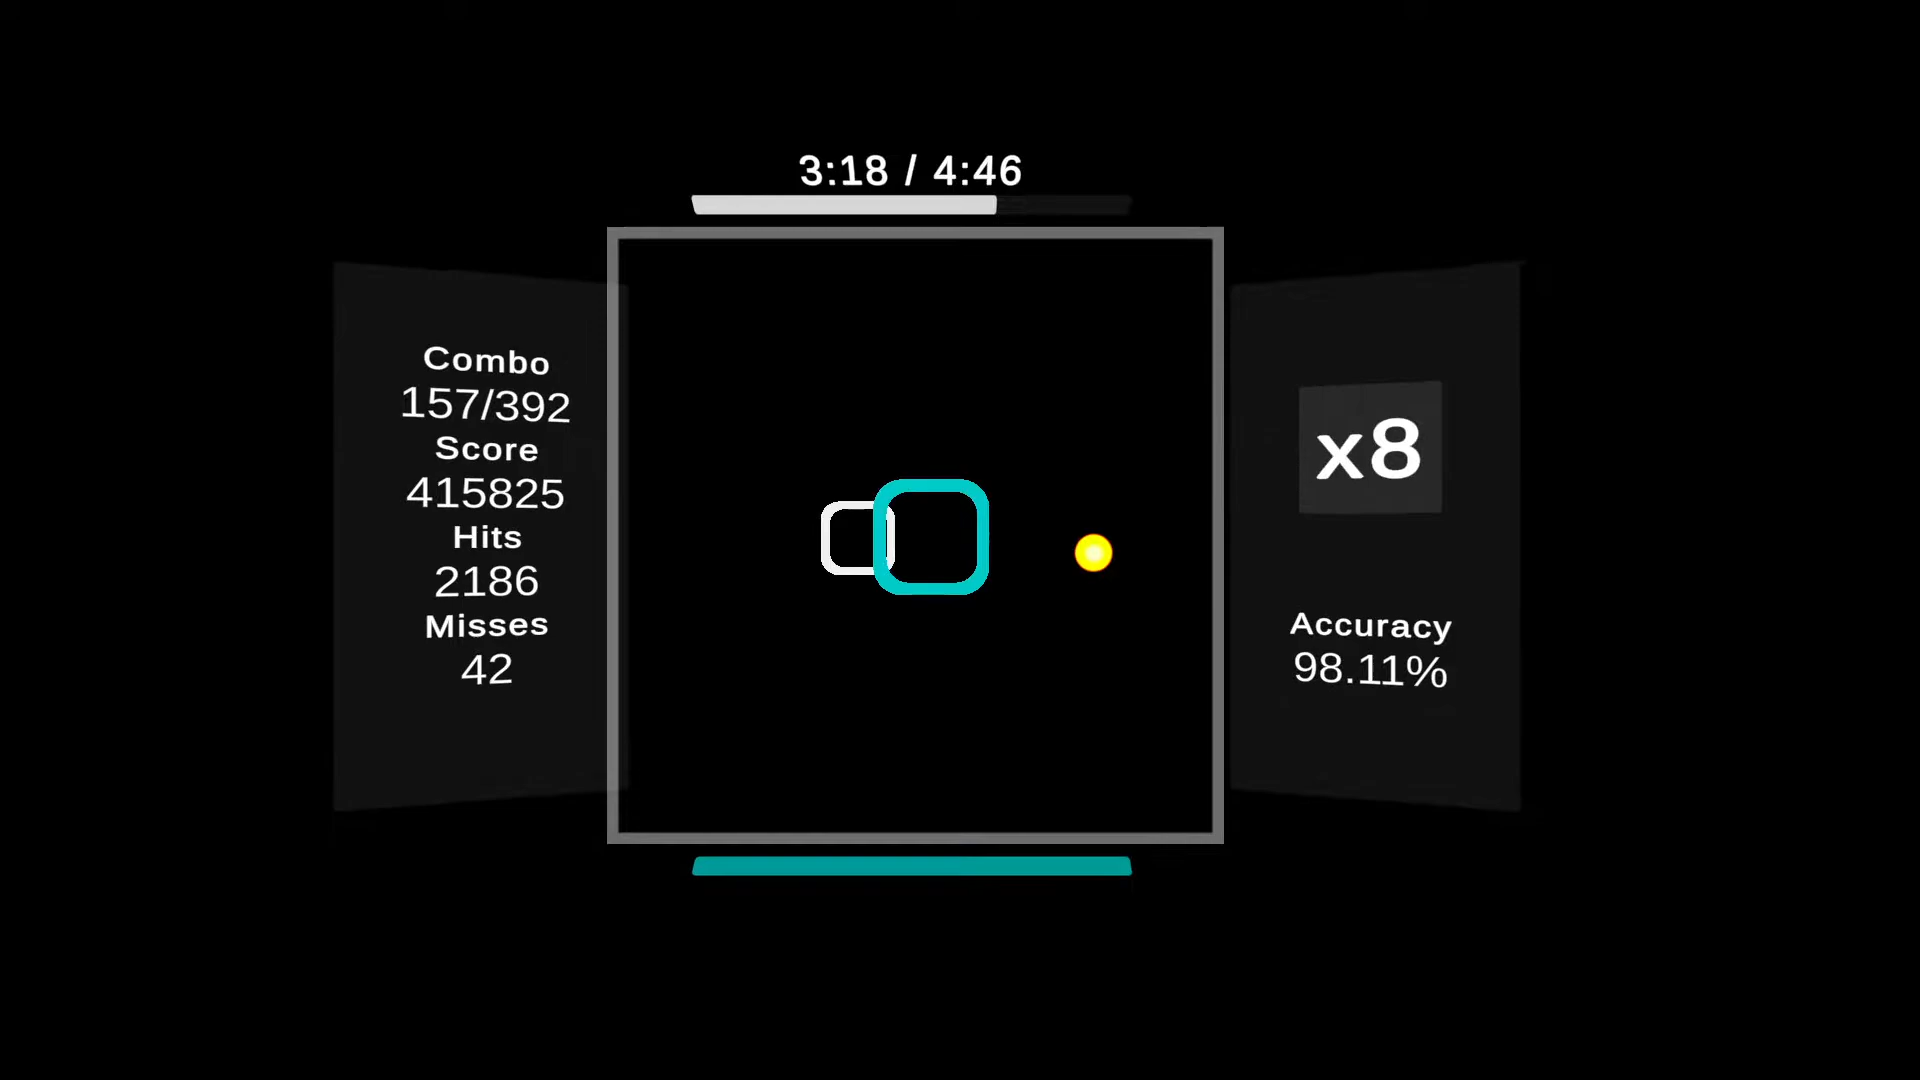 3:18 / 4:46
Combo
157/392
Score
415825
Hits
2186
Misses
42
x8
Accuracy
98.11%